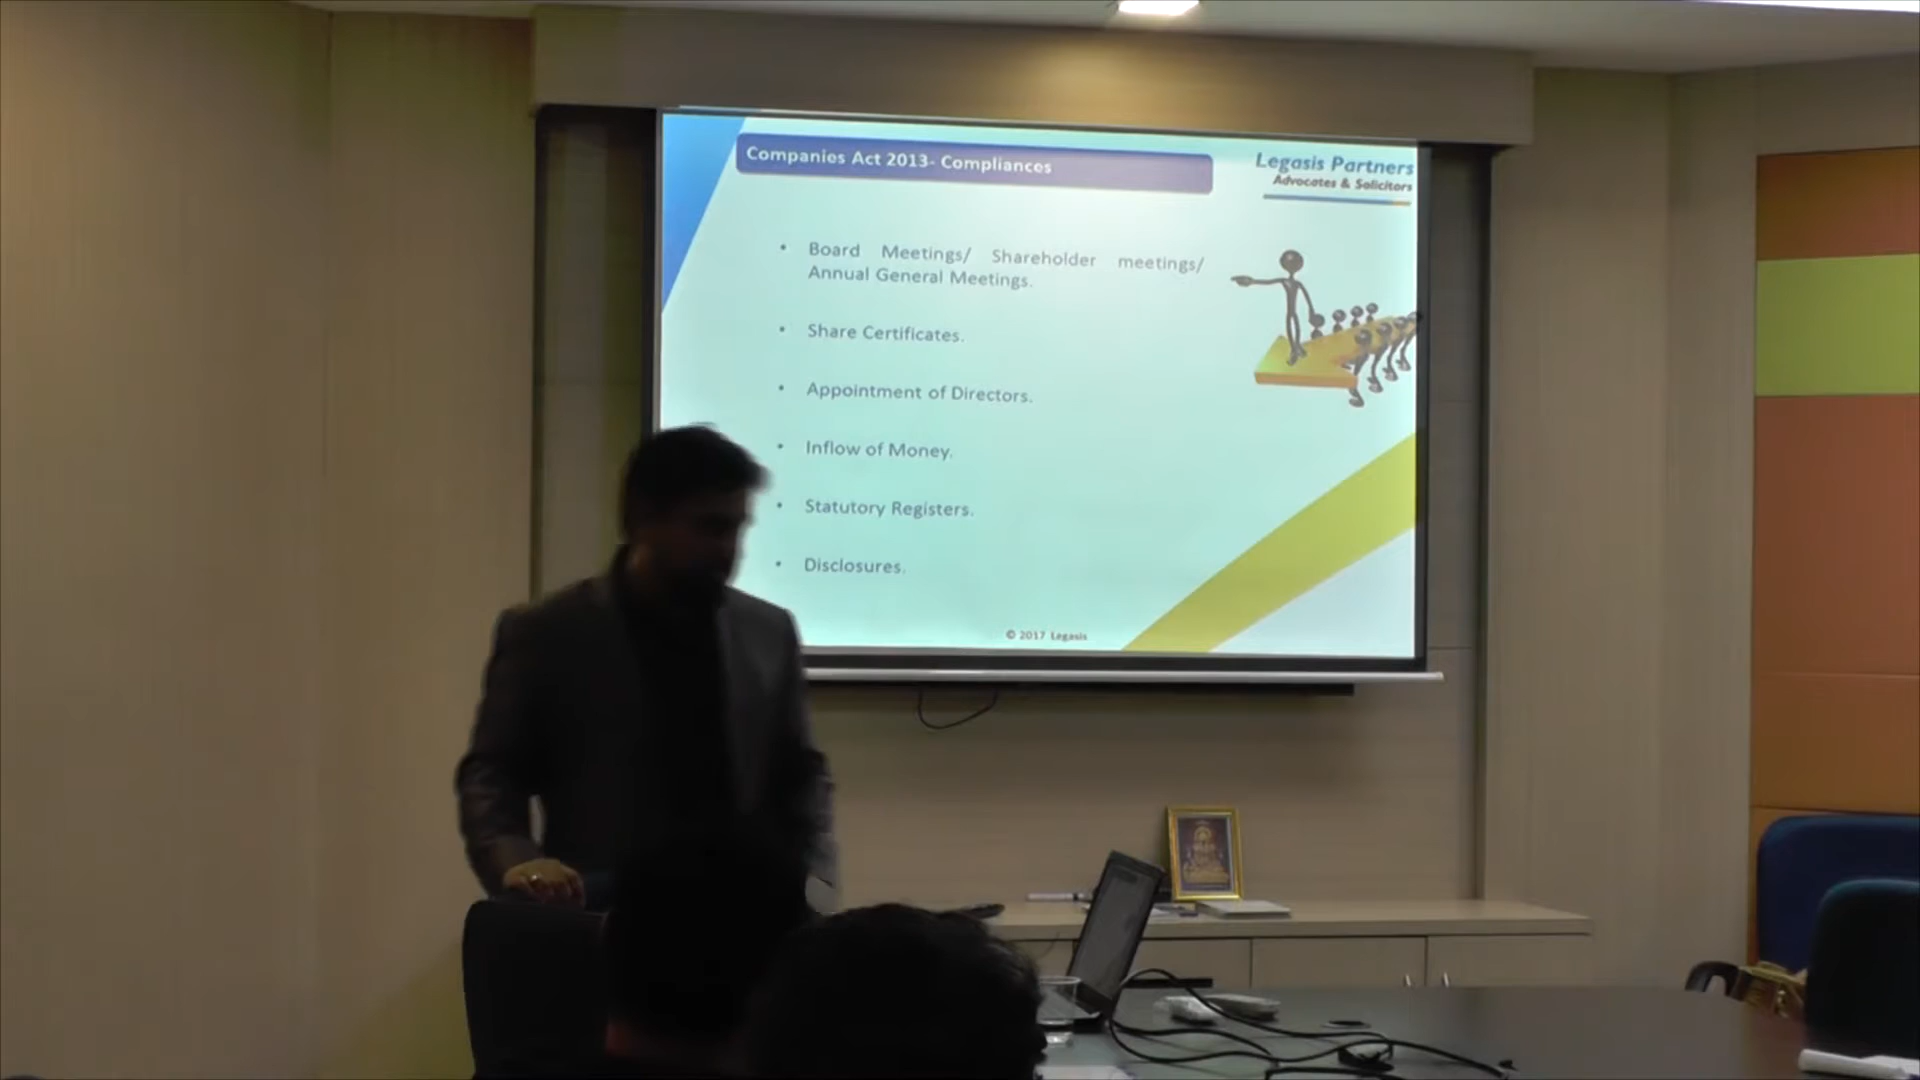 Companies Act 2013- Compliances
Legasis Partners
Advocates & Solicitors
• Board Meetings/ Shareholder meetings/
Annual General Meetings.
• Share Certificates.
• Appointment of Directors.
• Inflow of Money.
• Statutory Registers.
• Disclosures.
© 2017 Legasis